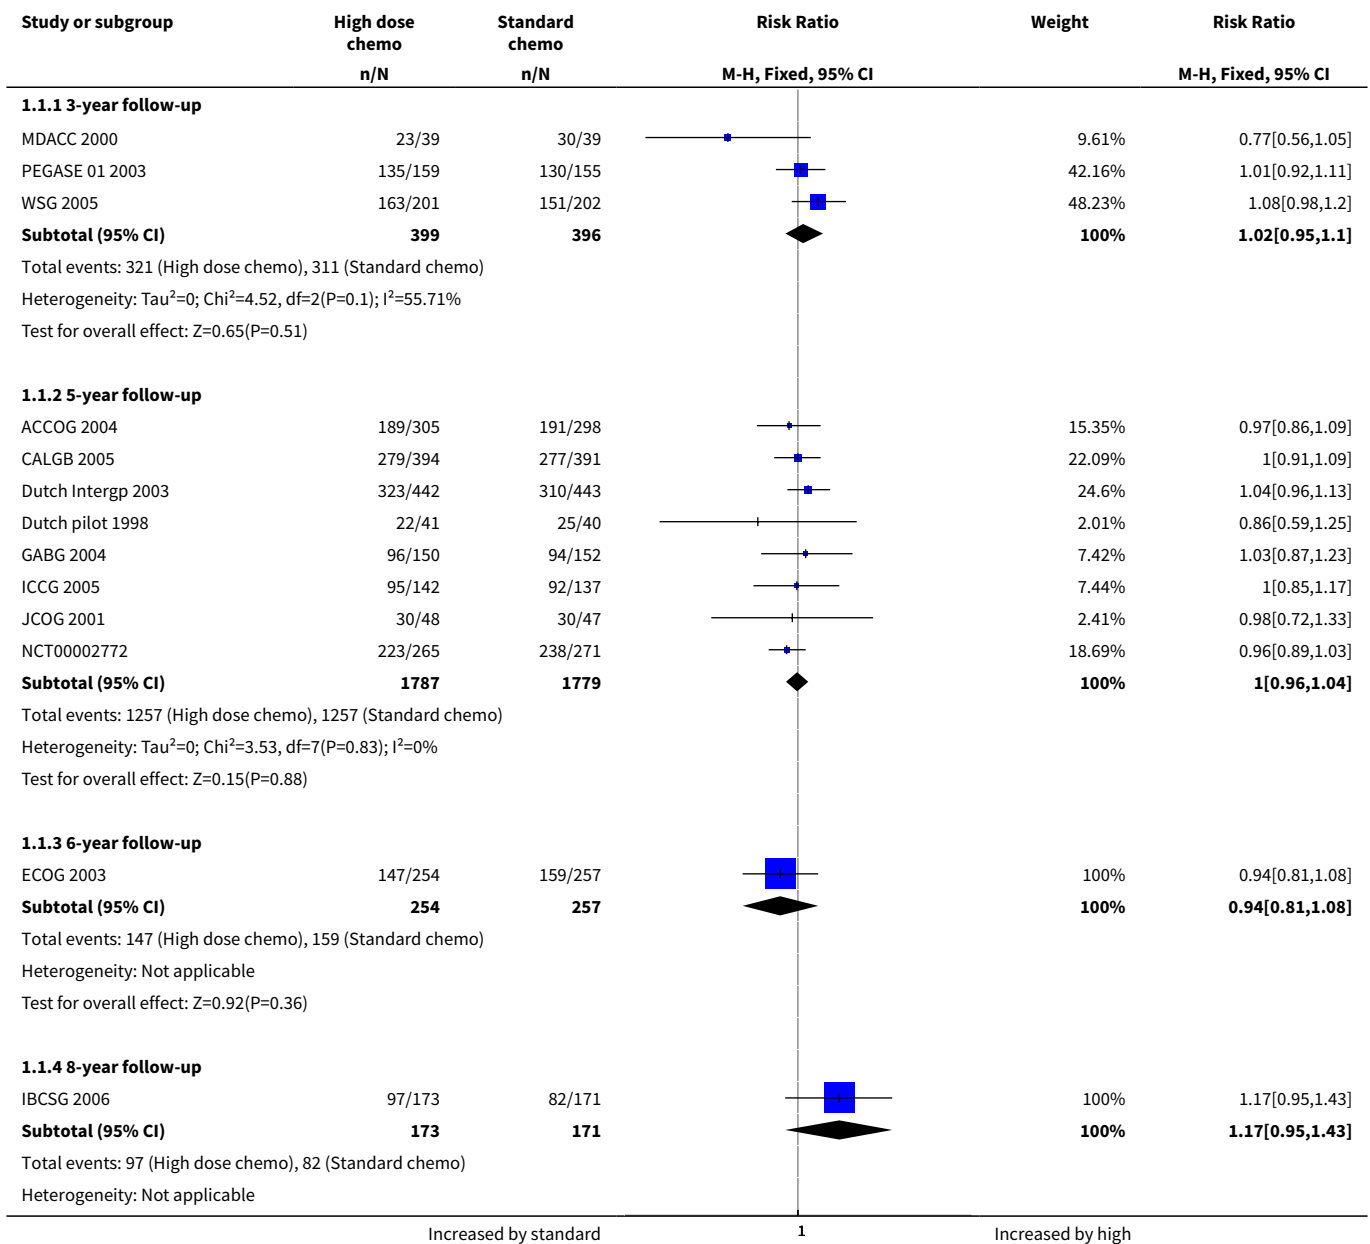 Study or subgroup High dose chemo Standard chemo Risk Ratio Weight Risk Ratio
n/N n/N M-H, Fixed, 95% CI M-H, Fixed, 95% CI
1.1.1 3-year follow-up
MDACC 2000 23/39 30/39 9.61% 0.77[0.56,1.05]
PEGASE 01 2003 135/159 130/155 42.16% 1.01[0.92,1.11]
WSG 2005 163/201 151/202 48.23% 1.08[0.98,1.2]
Subtotal (95% CI) 399 396 100% 1.02[0.95,1.1]
Total events: 321 (High dose chemo), 311 (Standard chemo)
Heterogeneity: Tau²=0; Chi²=4.52, df=2(P=0.1); I²=55.71%
Test for overall effect: Z=0.65(P=0.51)
1.1.2 5-year follow-up
ACCOG 2004 189/305 191/298 15.35% 0.97[0.86,1.09]
CALGB 2005 279/394 277/391 22.09% 1[0.91,1.09]
Dutch Intergp 2003 323/442 310/443 24.6% 1.04[0.96,1.13]
Dutch pilot 1998 22/41 25/40 2.01% 0.86[0.59,1.25]
GABG 2004 96/150 94/152 7.42% 1.03[0.87,1.23]
ICCG 2005 95/142 92/137 7.44% 1[0.85,1.17]
JCOG 2001 30/48 30/47 2.41% 0.98[0.72,1.33]
NCT00002772 223/265 238/271 18.69% 0.96[0.89,1.03]
Subtotal (95% CI) 1787 1779 100% 1[0.96,1.04]
Total events: 1257 (High dose chemo), 1257 (Standard chemo)
Heterogeneity: Tau²=0; Chi²=3.53, df=7(P=0.83); I²=0%
Test for overall effect: Z=0.15(P=0.88)
1.1.3 6-year follow-up
ECOG 2003 147/254 159/257 100% 0.94[0.81,1.08]
Subtotal (95% CI) 254 257 100% 0.94[0.81,1.08]
Total events: 147 (High dose chemo), 159 (Standard chemo)
Heterogeneity: Not applicable
Test for overall effect: Z=0.92(P=0.36)
1.1.4 8-year follow-up
IBCSG 2006 97/173 82/171 100% 1.17[0.95,1.43]
Subtotal (95% CI) 173 171 100% 1.17[0.95,1.43]
Total events: 97 (High dose chemo), 82 (Standard chemo)
Heterogeneity: Not applicable
Increased by standard 1 Increased by high